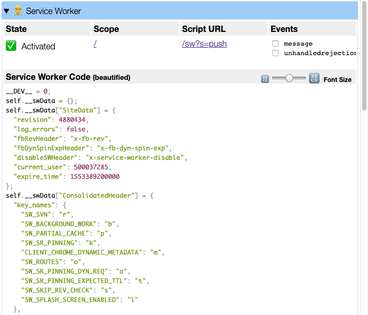 ▼ Service Worker
State Scope Script URL Events
Activated / /sw?s=push message
unhandledrejection
Service Worker Code (beautified) Font Size
__DEV__ = 0;
self.__swData = {};
self.__swData["SiteData"] = {
"revision": 4880434,
"log_errors": false,
"fbRevHeader": "x-fb-rev",
"fbDynSpinExpHeader": "x-fb-dyn-spin-exp",
"disableSWHeader": "x-service-worker-disable",
"current_user": 500037285,
"expire_time": 1553389200000
};
self.__swData["ConsolidatedHeader"] = {
"key_names": {
"SW_SVN": "r",
"SW_BACKGROUND_WORK": "b",
"SW_PARTIAL_CACHE": "p",
"SW_SR_PINNING": "k",
"CLIENT_CHROME_DYNAMIC_METADATA": "m",
"SW_ROUTES": "o",
"SW_SR_PINNING_DYN_REQ": "a",
"SW_SR_PINNING_EXPECTED_TTL": "t",
"SW_SKIP_REV_CHECK": "s",
"SW_SPLASH_SCREEN_ENABLED": "l"
},